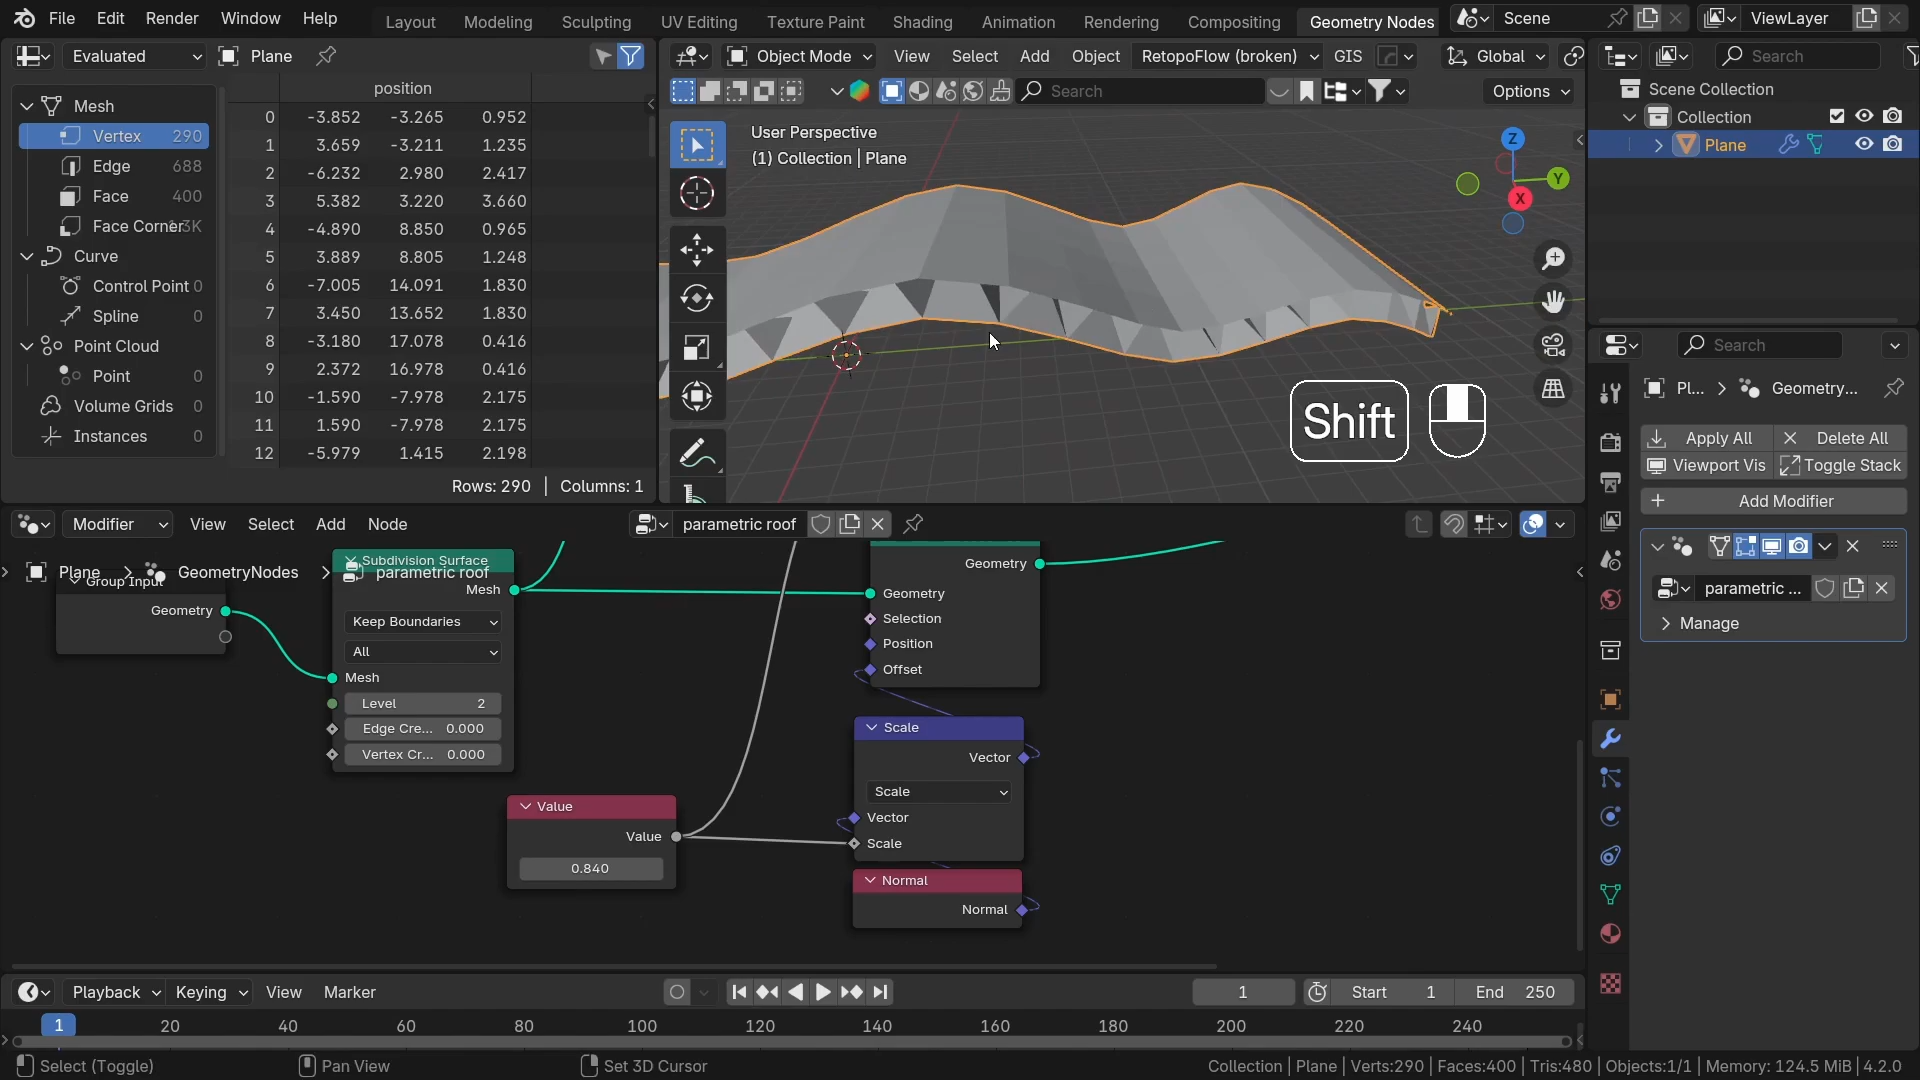 File Edit Render Window Help Layout Modeling Sculpting UV Editing Texture Paint Shading Animation Rendering Compositing Geometry Nodes Scene ViewLayer
Evaluated Plane
position
Mesh
Vertex 290
Edge 688
Face 400
Face Corner
Curve
Control Point 0
Spline 0
Point Cloud
Point 0
Volume Grids 0
Instances 0
0 -3.852 -3.265 0.952
1 3.659 -3.211 1.235
2 -6.232 2.980 2.417
3 5.382 3.220 3.660
4 -4.890 8.850 0.965
5 3.889 8.805 1.248
6 -7.005 14.091 1.830
7 3.450 13.652 1.830
8 -3.180 17.078 0.416
9 2.372 16.978 0.416
10 -1.590 -7.978 2.175
11 1.590 -7.978 2.175
12 -5.979 1.415 2.198
Rows: 290 | Columns: 1
Object Mode View Select Add Object RetopoFlow (broken) GIS Global
Search Options
User Perspective
(1) Collection | Plane
Z
Y
X
Shift
Search
Scene Collection
Collection
Plane
Search
Pl... Geometry...
Apply All Delete All
Viewport Vis Toggle Stack
Add Modifier
parametric ...
Manage
Modifier View Select Add Node parametric roof
Plane GeometryNodes parametric roof
Group Input
Geometry
Subdivision Surface
Mesh
Keep Boundaries
All
Mesh
Level 2
Edge Cre... 0.000
Vertex Cr... 0.000
Value
Value
0.840
Geometry
Geometry
Selection
Position
Offset
Scale
Vector
Scale
Vector
Scale
Normal
Normal
Playback Keying View Marker 1 Start 1 End 250
1 20 40 60 80 100 120 140 160 180 200 220 240
Select (Toggle) Pan View Set 3D Cursor Collection | Plane | Verts:290 | Faces:400 | Tris:480 | Objects:1/1 | Memory: 124.5 MiB | 4.2.0